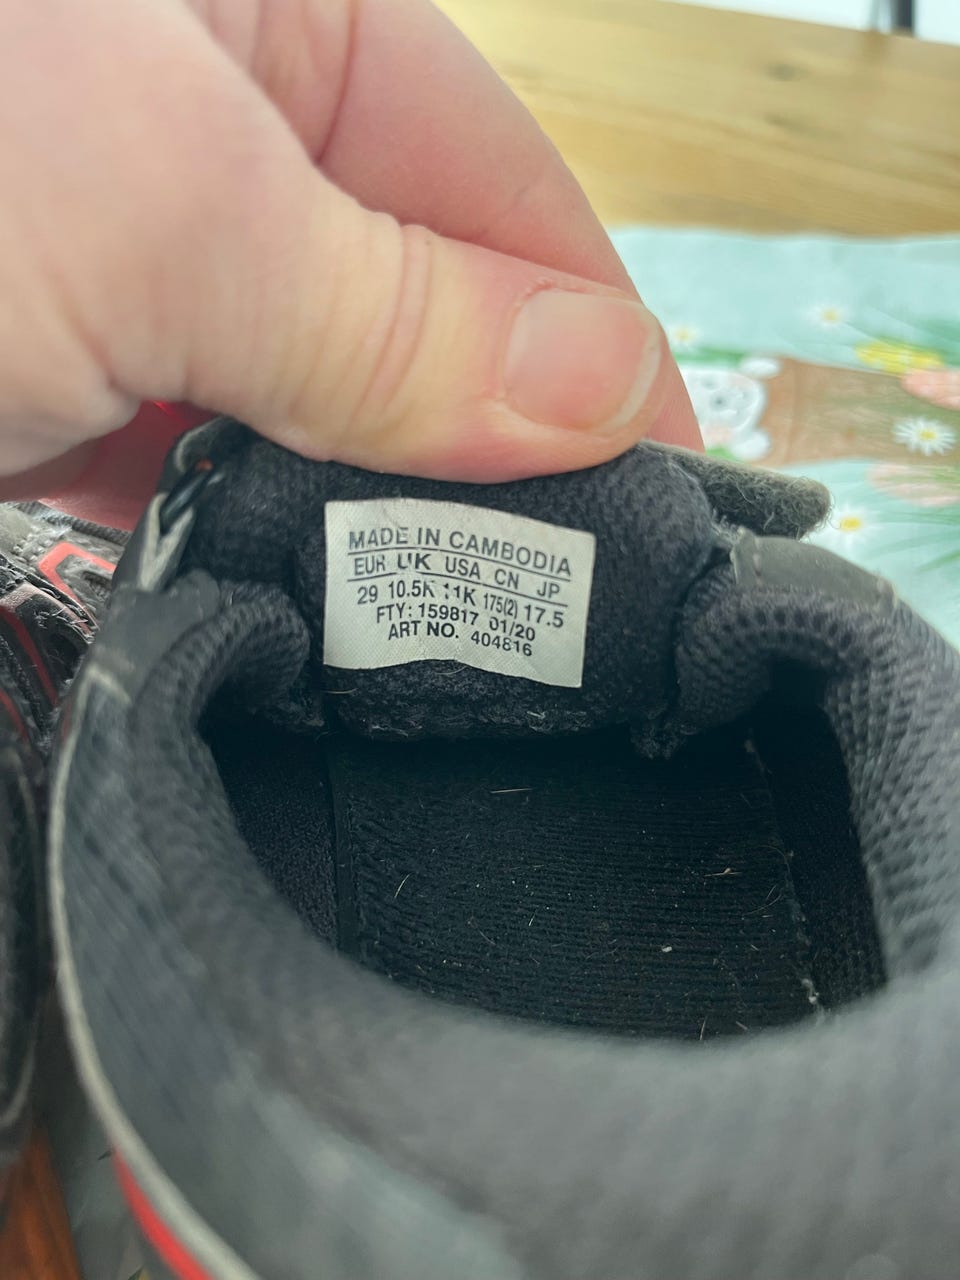 MADE IN CAMBODIA
EUR UK USA CN JP
29 10.5K 11K 175(2) 17.5
FTY: 159817 01/20
ART NO. 404816